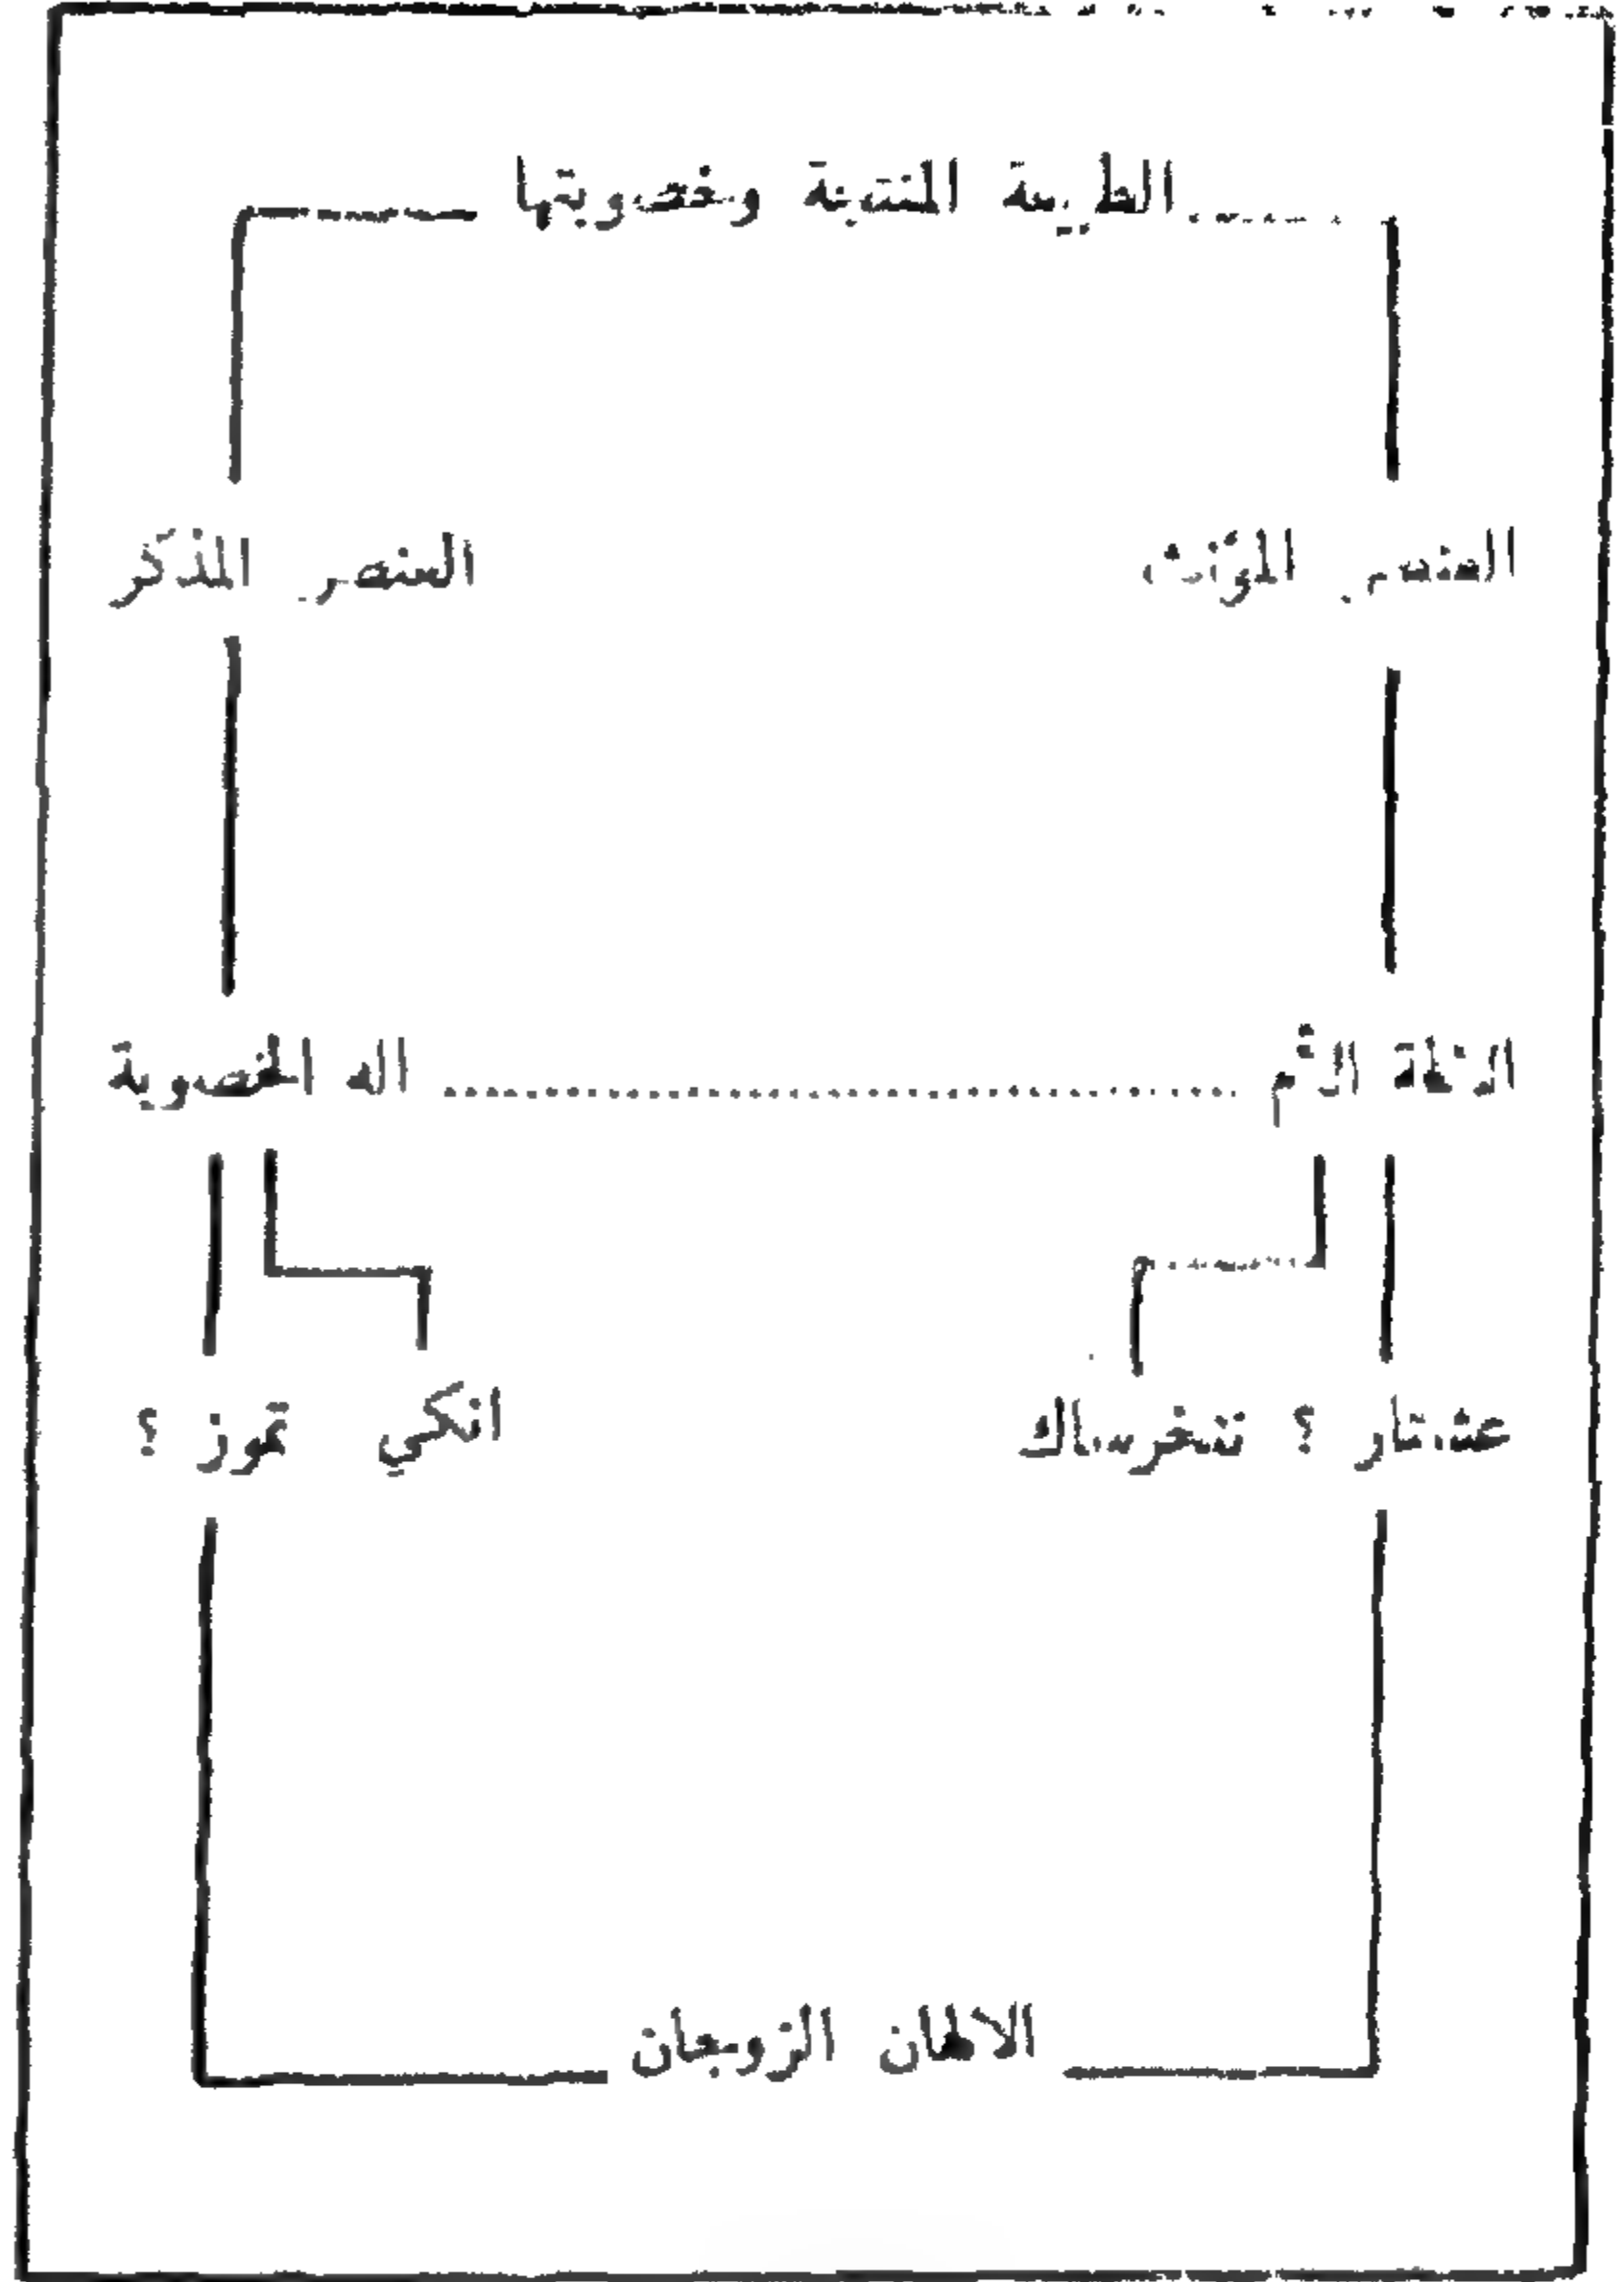 الطبيعة المنتجة وخصوبتها
العنصر المؤنث العنصر المذكر
الالهة الأم ........ اله الخصوبة
عشتار ؟ ننخرساك انكي تموز ؟
الالهان الزوجان